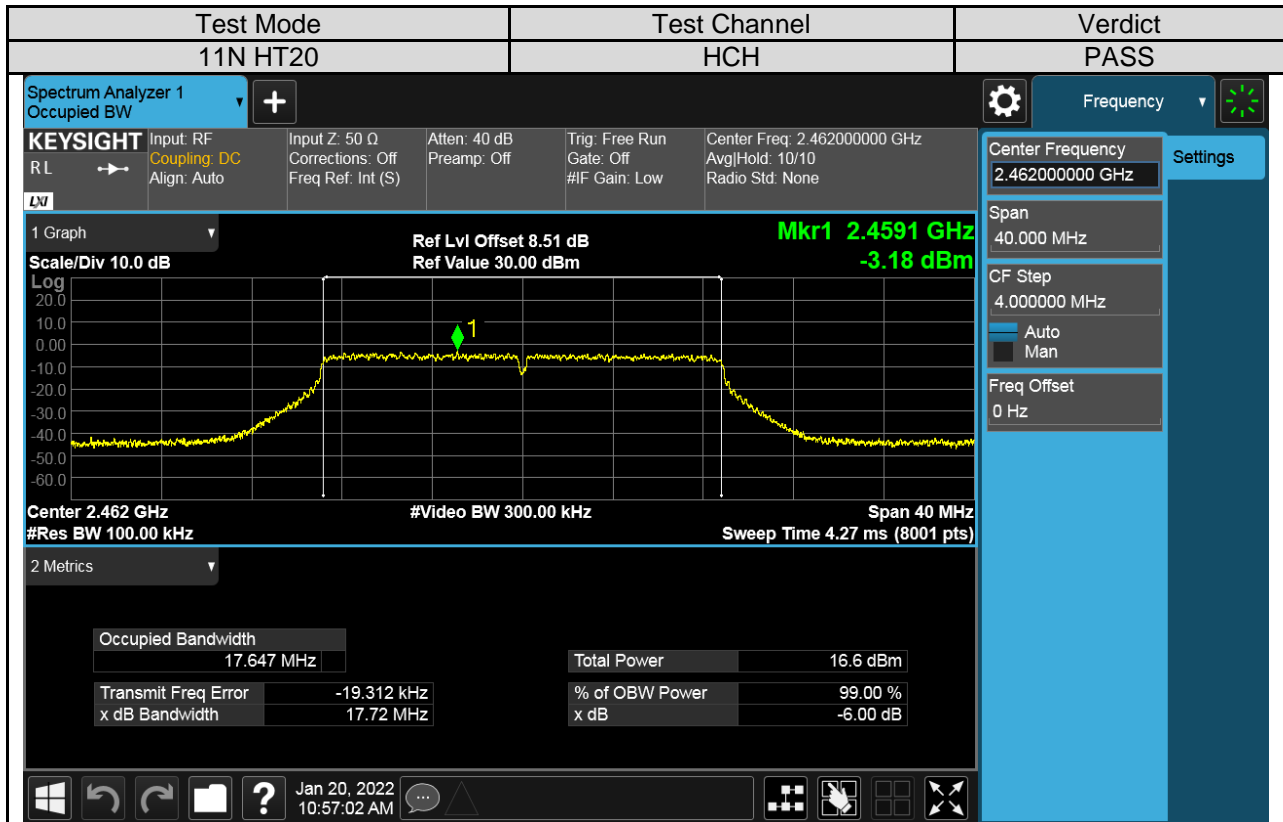 Test Mode Test Channel Verdict
11N HT20 HCH PASS
Spectrum Analyzer 1
Occupied BW
Frequency
KEYSIGHT
R L
LXI
Input: RF
Coupling: DC
Align: Auto
Input Z: 50 Ω
Corrections: Off
Freq Ref: Int (S)
Atten: 40 dB
Preamp: Off
Trig: Free Run
Gate: Off
#IF Gain: Low
Center Freq: 2.462000000 GHz
Avg|Hold: 10/10
Radio Std: None
Center Frequency
2.462000000 GHz
Settings
Span
40.000 MHz
CF Step
4.000000 MHz
Auto
Man
Freq Offset
0 Hz
1 Graph
Scale/Div 10.0 dB
Ref Lvl Offset 8.51 dB
Ref Value 30.00 dBm
Mkr1 2.4591 GHz
-3.18 dBm
Log
20.0
10.0
0.00
-10.0
-20.0
-30.0
-40.0
-50.0
-60.0
1
Center 2.462 GHz #Video BW 300.00 kHz Span 40 MHz
#Res BW 100.00 kHz Sweep Time 4.27 ms (8001 pts)
2 Metrics
Occupied Bandwidth
17.647 MHz
Total Power 16.6 dBm
Transmit Freq Error -19.312 kHz % of OBW Power 99.00 %
x dB Bandwidth 17.72 MHz x dB -6.00 dB
?
Jan 20, 2022
10:57:02 AM